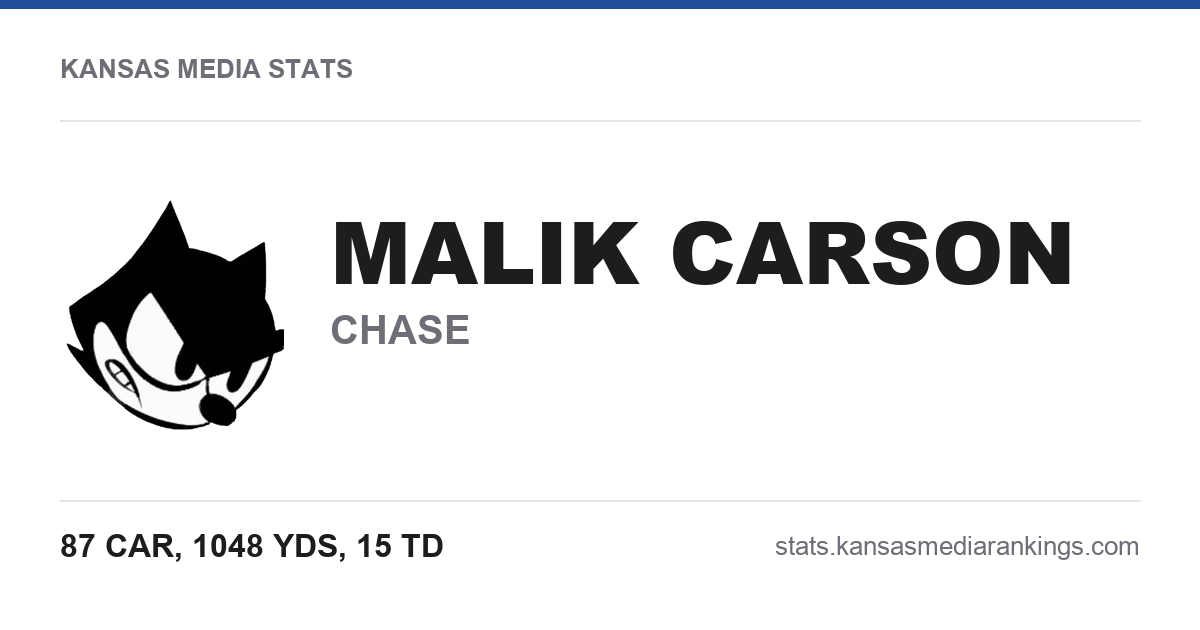 KANSAS MEDIA STATS
MALIK CARSON
CHASE
87 CAR, 1048 YDS, 15 TD
stats.kansasmediarankings.com